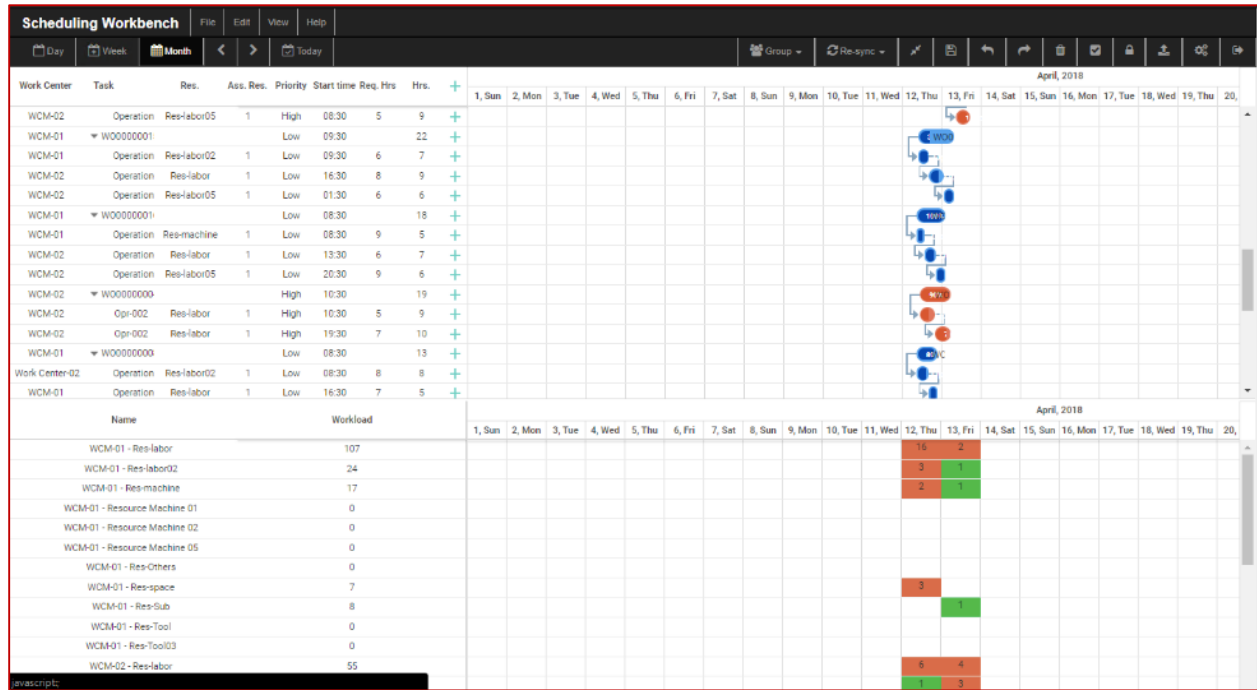 Scheduling Workbench File Edit View Help
Day Week Month < > Today Group Re-sync
April, 2018
Work Center Task Res. Ass. Res. Priority Start time Req. Hrs Hrs. +
1, Sun 2, Mon 3, Tue 4, Wed 5, Thu 6, Fri 7, Sat 8, Sun 9, Mon 10, Tue 11, Wed 12, Thu 13, Fri 14, Sat 15, Sun 16, Mon 17, Tue 18, Wed 19, Thu 20,
WCM-02 Operation Res-labor05 1 High 08:30 5 9 +
WCM-01 WO0000001 Low 09:30 22 + WO0
WCM-01 Operation Res-labor02 1 Low 09:30 6 7 +
WCM-02 Operation Res-labor 1 Low 16:30 8 9 +
WCM-02 Operation Res-labor05 1 Low 01:30 6 6 +
WCM-01 Low 08:30 18 +
WCM-01 Operation Res-machine 1 Low 08:30 9 5 +
WCM-02 Operation Res-labor 1 Low 13:30 6 7 +
WCM-02 Operation Res-labor05 1 Low 20:30 9 6 +
WCM-02 High 10:30 19 +
WCM-02 Opr-002 Res-labor 1 High 10:30 5 9 +
WCM-02 Opr-002 Res-labor 1 High 19:30 7 10 +
WCM-01 Low 08:30 13 +
Work Center-02 Operation Res-labor02 1 Low 08:30 8 8 +
WCM-01 Operation Res-labor 1 Low 16:30 7 5 +
April, 2018
Name Workload
1, Sun 2, Mon 3, Tue 4, Wed 5, Thu 6, Fri 7, Sat 8, Sun 9, Mon 10, Tue 11, Wed 12, Thu 13, Fri 14, Sat 15, Sun 16, Mon 17, Tue 18, Wed 19, Thu 20,
WCM-01 - Res-labor 107 16 2
WCM-01 - Res-labor02 24 3 1
WCM-01 - Res-machine 17 2 1
WCM-01 - Resource Machine 01 0
WCM-01 - Resource Machine 02 0
WCM-01 - Resource Machine 05 0
WCM-01 - Res-Others 0
WCM-01 - Res-space 7 3
WCM-01 - Res-Sub 8 1
WCM-01 - Res-Tool 0
WCM-01 - Res-Tool03 0
WCM-02 - Res-labor 55 6 4
javascript:; 1 3